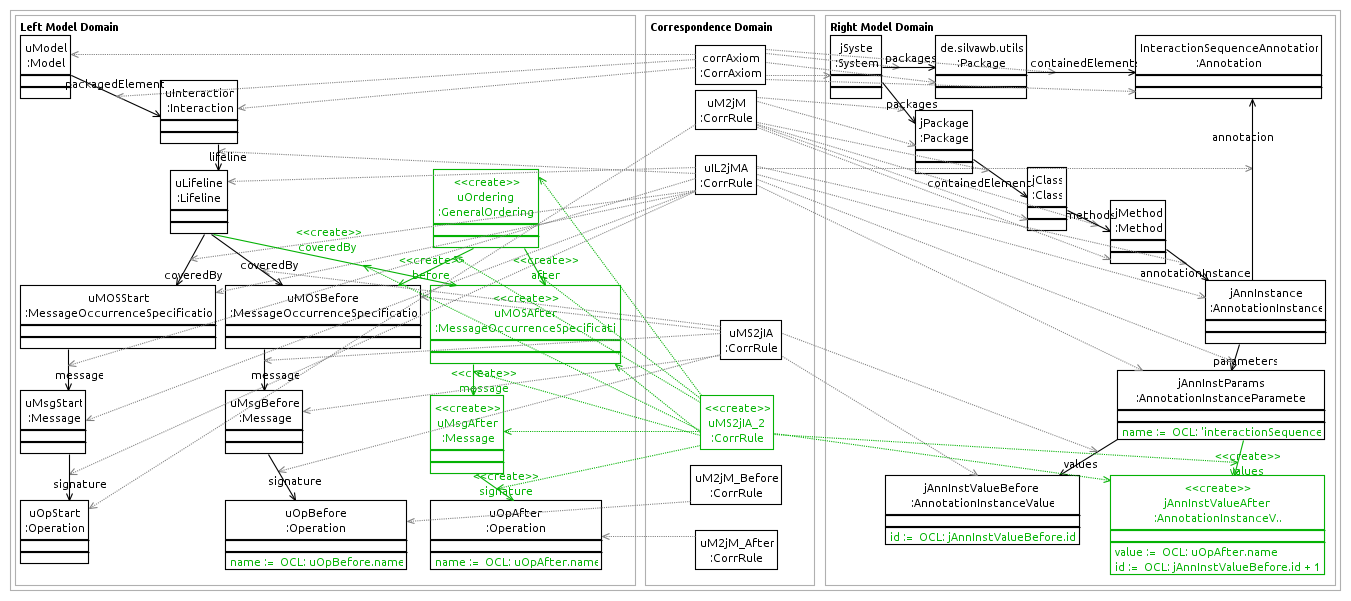 Left Model Domain
uModel
:Model
packagedElement
uInteraction
:Interaction
lifeline
uLifeline
:Lifeline
<<create>>
uOrdering
:GeneralOrdering
<<create>>
coveredBy
<<create>>
before
<<create>>
after
coveredBy
coveredBy
uMOSStart
:MessageOccurrenceSpecificatio
uMOSBefore
:MessageOccurrenceSpecificatio
<<create>>
uMOSAfter
:MessageOccurrenceSpecificati
message
message
<<create>>
message
uMsgStart
:Message
uMsgBefore
:Message
<<create>>
uMsgAfter
:Message
signature
signature
<<create>>
signature
uOpStart
:Operation
uOpBefore
:Operation
name := OCL: uOpBefore.name
uOpAfter
:Operation
name := OCL: uOpAfter.name
Correspondence Domain
corrAxiom
:CorrAxiom
uM2jM
:CorrRule
uIL2jMA
:CorrRule
uMS2jIA
:CorrRule
<<create>>
uMS2jIA_2
:CorrRule
uM2jM_Before
:CorrRule
uM2jM_After
:CorrRule
Right Model Domain
jSyste
:System
packages
de.silvawb.utils
:Package
containedElement
InteractionSequenceAnnotation
:Annotation
packages
jPackage
:Package
containedElement
jClass
:Class
methods
jMethod
:Method
annotation
annotationInstance
jAnnInstance
:AnnotationInstance
parameters
jAnnInstParams
:AnnotationInstanceParamete
name := OCL: 'interactionSequence
values
<<create>>
values
jAnnInstValueBefore
:AnnotationInstanceValue
id := OCL: jAnnInstValueBefore.id
<<create>>
jAnnInstValueAfter
:AnnotationInstanceV..
value := OCL: uOpAfter.name
id := OCL: jAnnInstValueBefore.id + 1